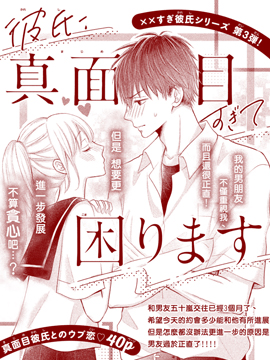 ××すぎ彼氏シリーズ 第3弾!
彼氏、
真面目
すぎて
困ります
我的男朋友
不僅重視我
而且還很正直!
但是 想要更
進一步發展
不算貪心吧…?
和男友五十嵐交往已經3個月了、
希望今天的約會多少能和他有所進展
但是怎麼都沒辦法更進一步的原因是
男友過於正直了!!!!
真面目彼氏とのウブ恋♡40p